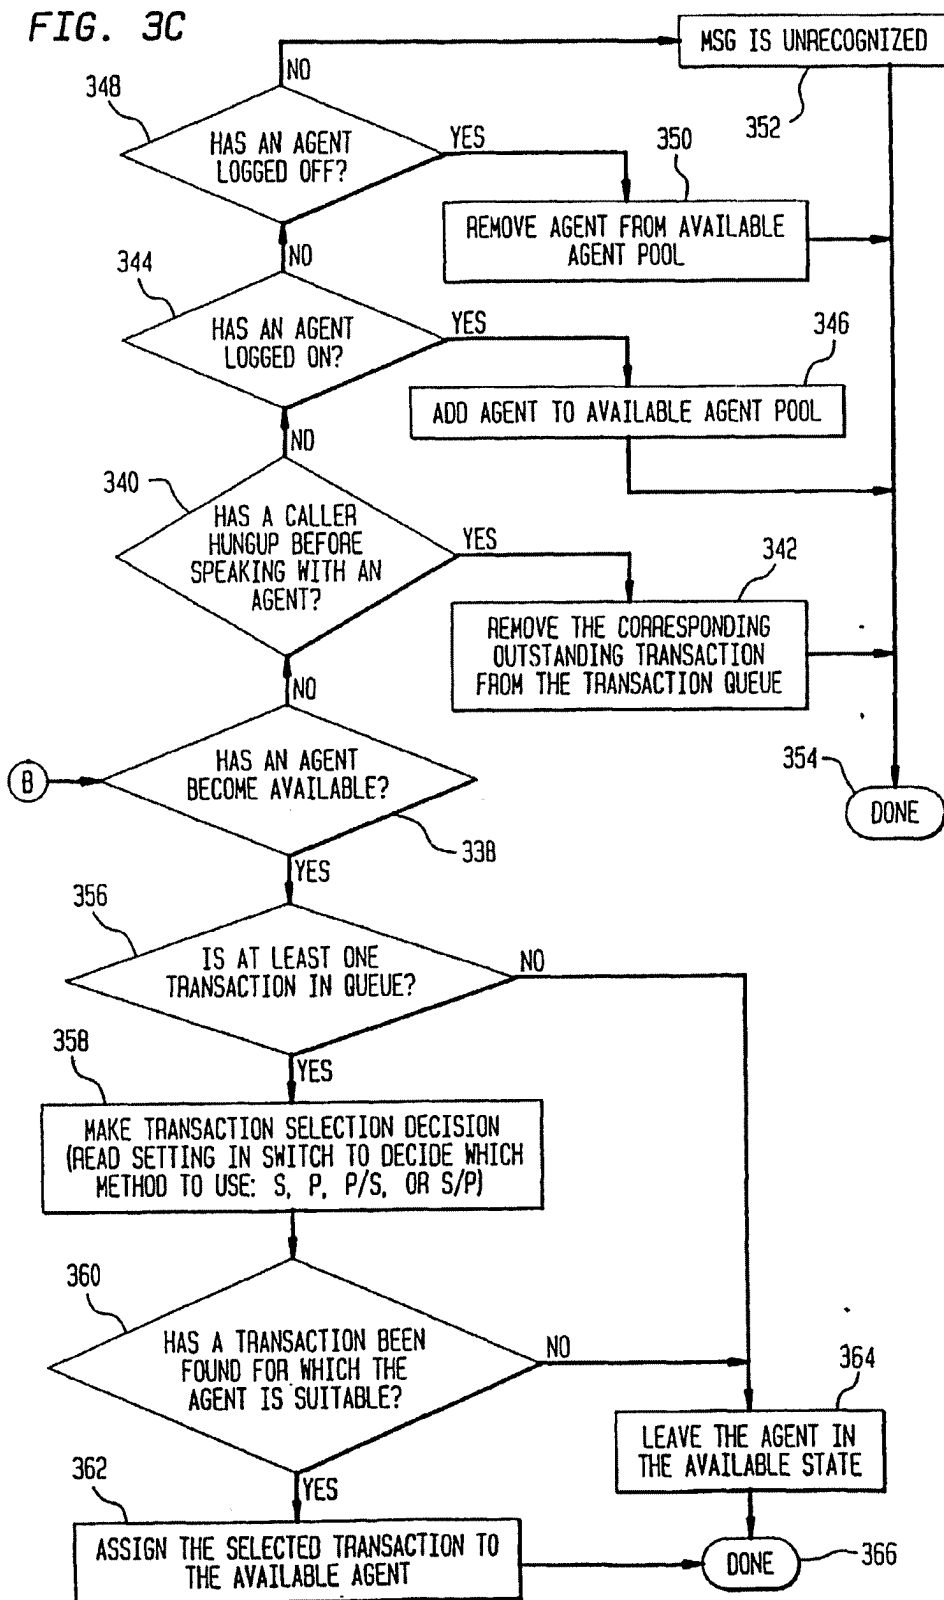 FIG. 3C
MSG IS UNRECOGNIZED
352
NO
348
HAS AN AGENT
LOGGED OFF?
YES
350
REMOVE AGENT FROM AVAILABLE
AGENT POOL
NO
344
HAS AN AGENT
LOGGED ON?
YES
346
ADD AGENT TO AVAILABLE AGENT POOL
NO
340
HAS A CALLER
HUNGUP BEFORE
SPEAKING WITH AN
AGENT?
YES
342
REMOVE THE CORRESPONDING
OUTSTANDING TRANSACTION
FROM THE TRANSACTION QUEUE
NO
B
HAS AN AGENT
BECOME AVAILABLE?
338
354
DONE
YES
356
IS AT LEAST ONE
TRANSACTION IN QUEUE?
NO
YES
358
MAKE TRANSACTION SELECTION DECISION
(READ SETTING IN SWITCH TO DECIDE WHICH
METHOD TO USE: S, P, P/S, OR S/P)
360
HAS A TRANSACTION BEEN
FOUND FOR WHICH THE
AGENT IS SUITABLE?
NO
364
LEAVE THE AGENT IN
THE AVAILABLE STATE
YES
362
ASSIGN THE SELECTED TRANSACTION TO
THE AVAILABLE AGENT
DONE
366